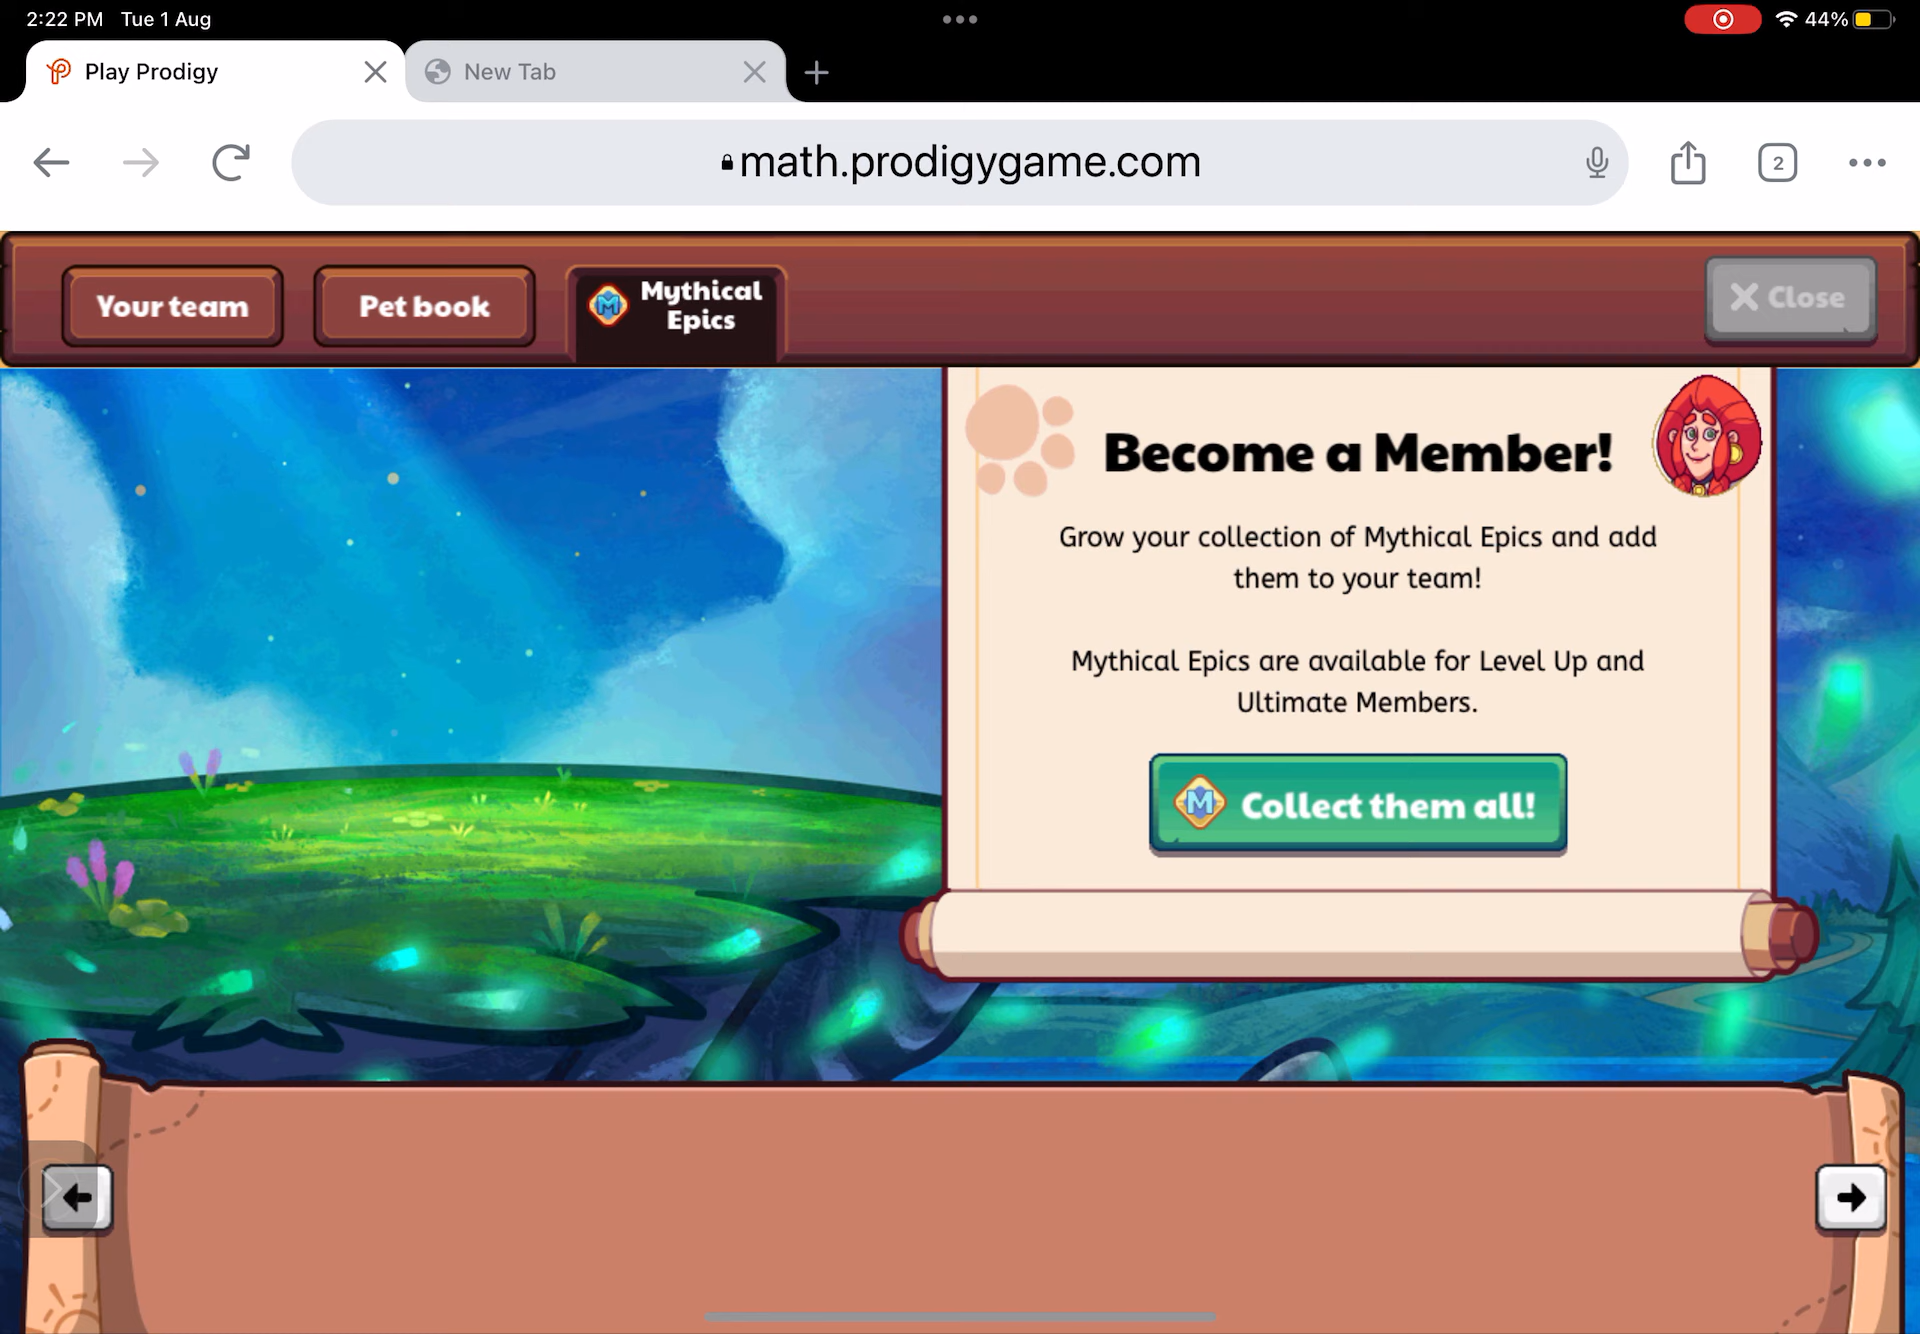 2:22 PM Tue 1 Aug
44%
Play Prodigy
New Tab
math.prodigygame.com
2
Your team
Pet book
M
Mythical
Epics
Close
Become a Member!
Grow your collection of Mythical Epics and add
them to your team!
Mythical Epics are available for Level Up and
Ultimate Members.
M Collect them all!